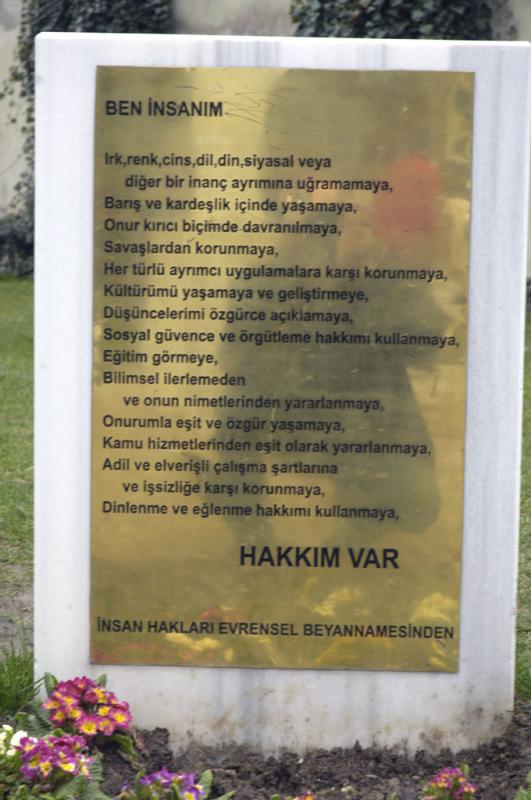 BEN İNSANIM
Irk,renk,cins,dil,din,siyasal veya
diğer bir inanç ayrımına uğramamaya,
Barış ve kardeşlik içinde yaşamaya,
Onur kırıcı biçimde davranılmaya,
Savaşlardan korunmaya,
Her türlü ayrımcı uygulamalara karşı korunmaya,
Kültürümü yaşamaya ve geliştirmeye,
Düşüncelerimi özgürce açıklamaya,
Sosyal güvence ve örgütleme hakkımı kullanmaya,
Eğitim görmeye,
Bilimsel ilerlemeden
ve onun nimetlerinden yararlanmaya,
Onurumla eşit ve özgür yaşamaya,
Kamu hizmetlerinden eşit olarak yararlanmaya,
Adil ve elverişli çalışma şartlarına
ve işsizliğe karşı korunmaya,
Dinlenme ve eğlenme hakkımı kullanmaya,
HAKKIM VAR
İNSAN HAKLARI EVRENSEL BEYANNAMESİNDEN